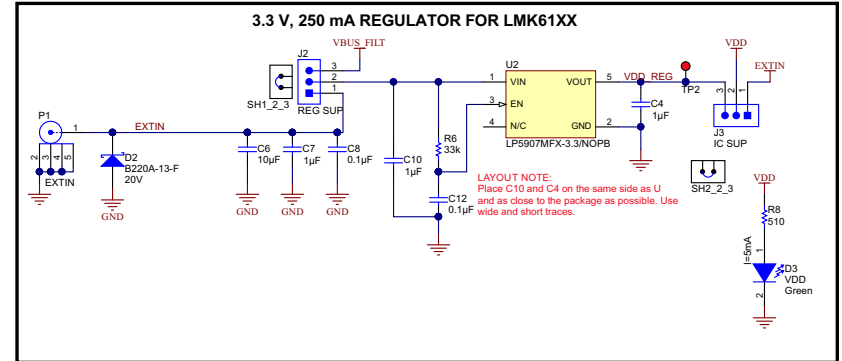 3.3 V, 250 mA REGULATOR FOR LMK61XX
VBUS_FILT
J2
3
2
1
SH1_2_3
REG SUP
P1
1
EXTIN
2
3
4
5
EXTIN
GND
D2
B220A-13-F
20V
GND
C6
10µF
GND
C7
1µF
GND
C8
0.1µF
GND
C10
1µF
R6
33k
C12
0.1µF
U2
1
VIN
3
EN
4
N/C
VOUT
5
GND
2
LP5907MFX-3.3/NOPB
VDD_REG
TP2
C4
1µF
VDD
EXTIN
3
2
1
J3
IC SUP
SH2_2_3
LAYOUT NOTE:
Place C10 and C4 on the same side as U
and as close to the package as possible. Use
wide and short traces.
VDD
R8
510
I=5mA
1
D3
VDD
Green
2